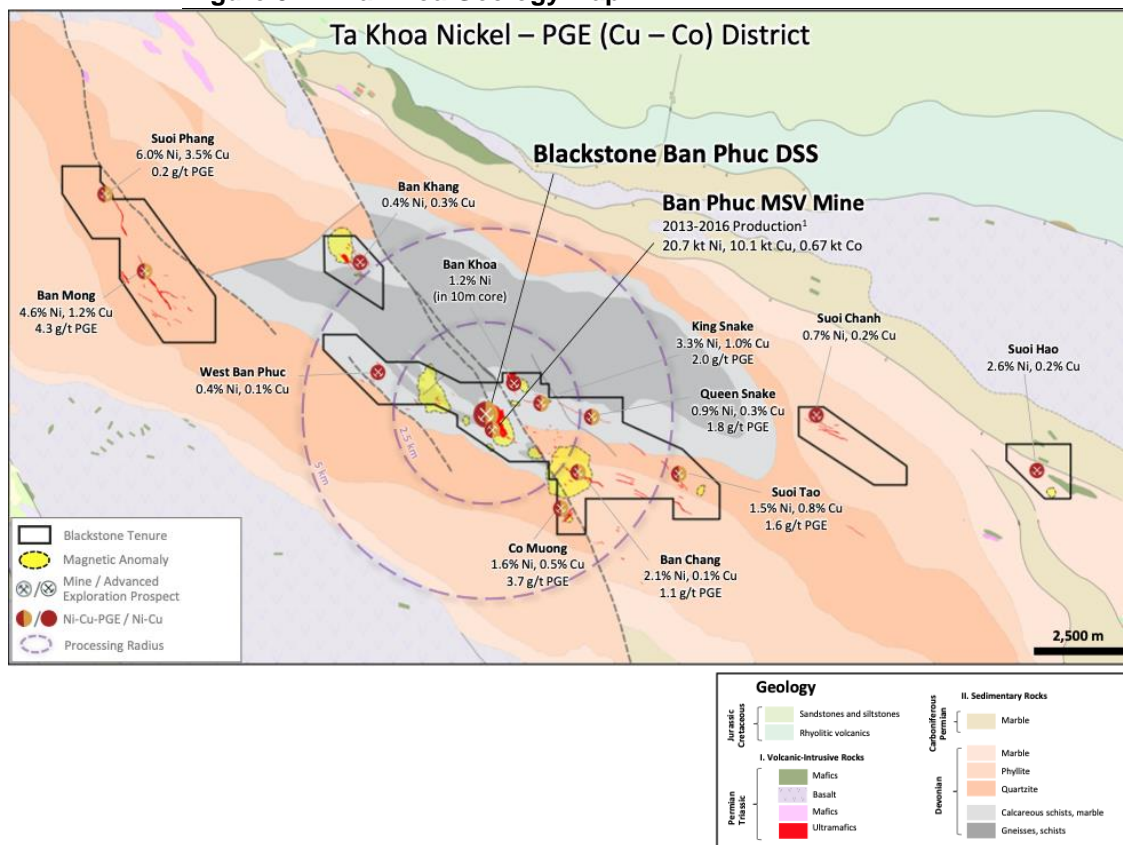 Ta Khoa Nickel – PGE (Cu – Co) District
Suoi Phang
6.0% Ni, 3.5% Cu
0.2 g/t PGE
Blackstone Ban Phuc DSS
Ban Khang
0.4% Ni, 0.3% Cu
Ban Phuc MSV Mine
2013-2016 Production¹
20.7 kt Ni, 10.1 kt Cu, 0.67 kt Co
Ban Khoa
1.2% Ni
(in 10m core)
Ban Mong
4.6% Ni, 1.2% Cu
4.3 g/t PGE
King Snake
3.3% Ni, 1.0% Cu
2.0 g/t PGE
Suoi Chanh
0.7% Ni, 0.2% Cu
Suoi Hao
2.6% Ni, 0.2% Cu
West Ban Phuc
0.4% Ni, 0.1% Cu
Queen Snake
0.9% Ni, 0.3% Cu
1.8 g/t PGE
2.5 km
5 km
Suoi Tao
1.5% Ni, 0.8% Cu
1.6 g/t PGE
Co Muong
1.6% Ni, 0.5% Cu
3.7 g/t PGE
Ban Chang
2.1% Ni, 0.1% Cu
1.1 g/t PGE
Blackstone Tenure
Magnetic Anomaly
Mine / Advanced
Exploration Prospect
Ni-Cu-PGE / Ni-Cu
Processing Radius
2,500 m
Geology
Jurassic
Cretaceous
Sandstones and siltstones
Rhyolitic volcanics
I. Volcanic-Intrusive Rocks
Permian
Triassic
Mafics
Basalt
Mafics
Ultramafics
II. Sedimentary Rocks
Carboniferous
Permian
Marble
Devonian
Marble
Phyllite
Quartzite
Calcareous schists, marble
Gneisses, schists